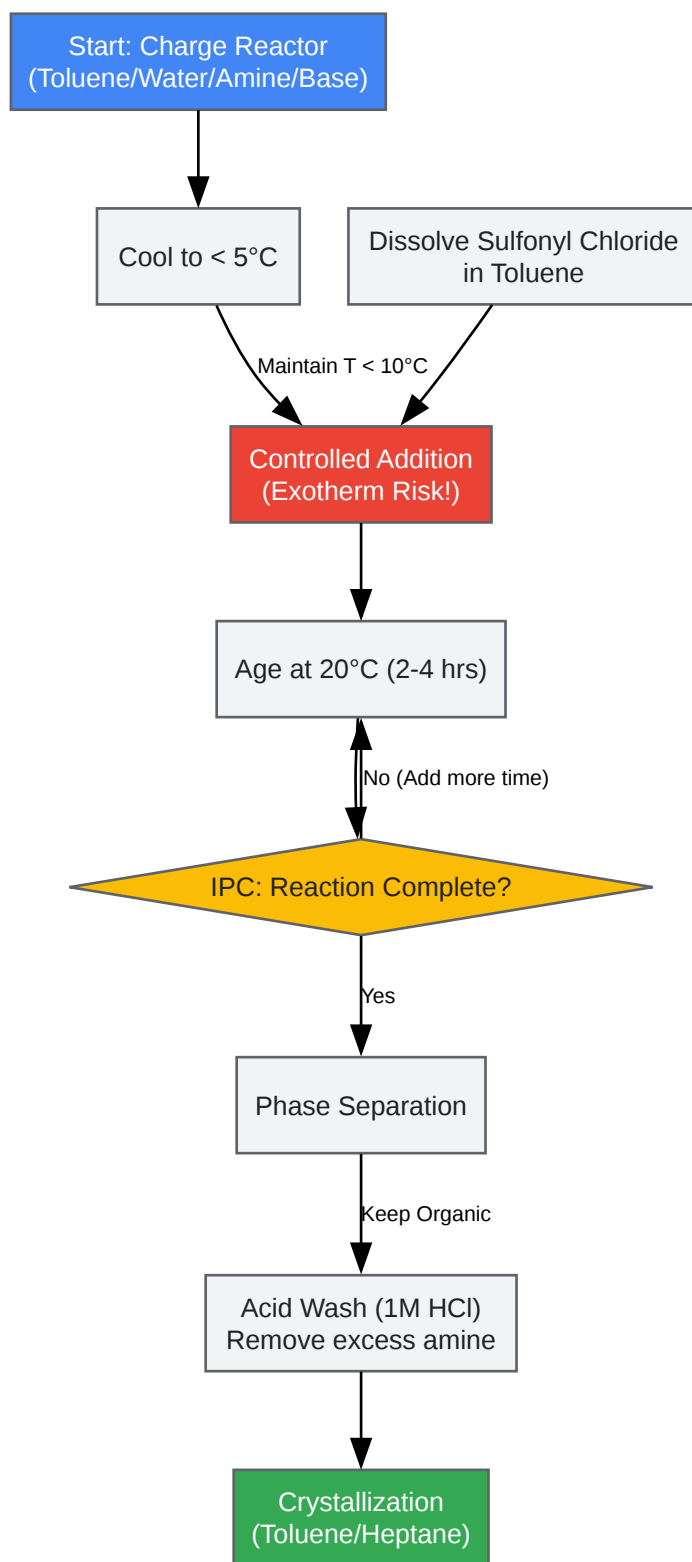 Start: Charge Reactor
(Toluene/Water/Amine/Base)
Cool to < 5°C
Dissolve Sulfonyl Chloride
in Toluene
Maintain T < 10°C
Controlled Addition
(Exotherm Risk!)
Age at 20°C (2-4 hrs)
No (Add more time)
IPC: Reaction Complete?
Yes
Phase Separation
Keep Organic
Acid Wash (1M HCl)
Remove excess amine
Crystallization
(Toluene/Heptane)